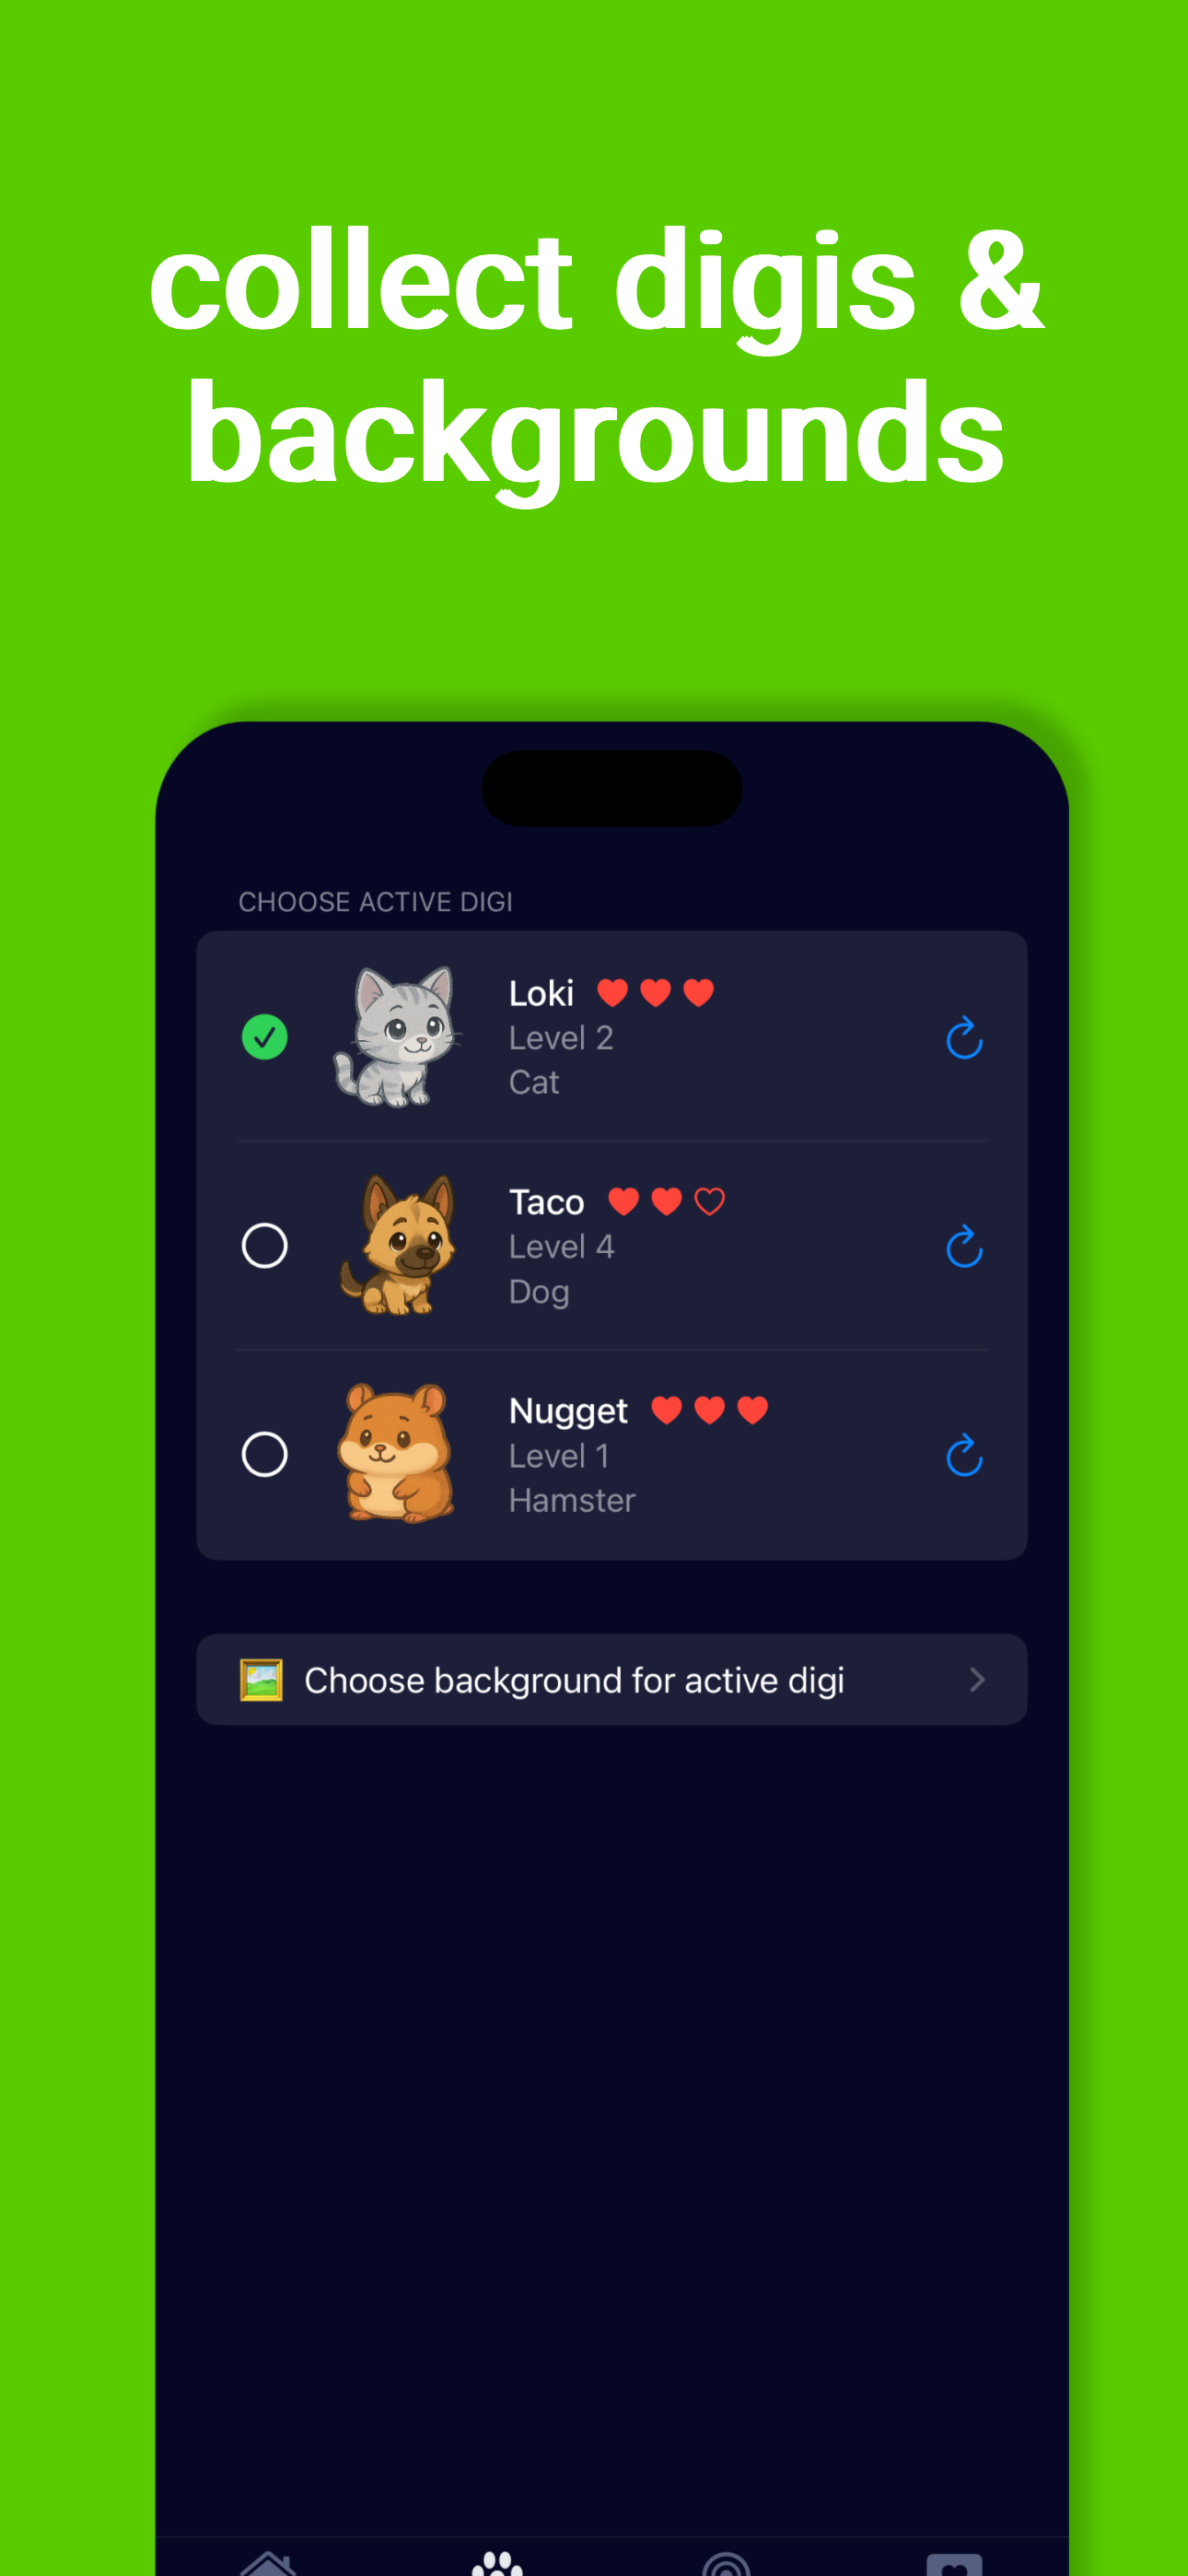 collect digis &
backgrounds
CHOOSE ACTIVE DIGI
Loki
Level 2
Cat
Taco
Level 4
Dog
Nugget
Level 1
Hamster
Choose background for active digi